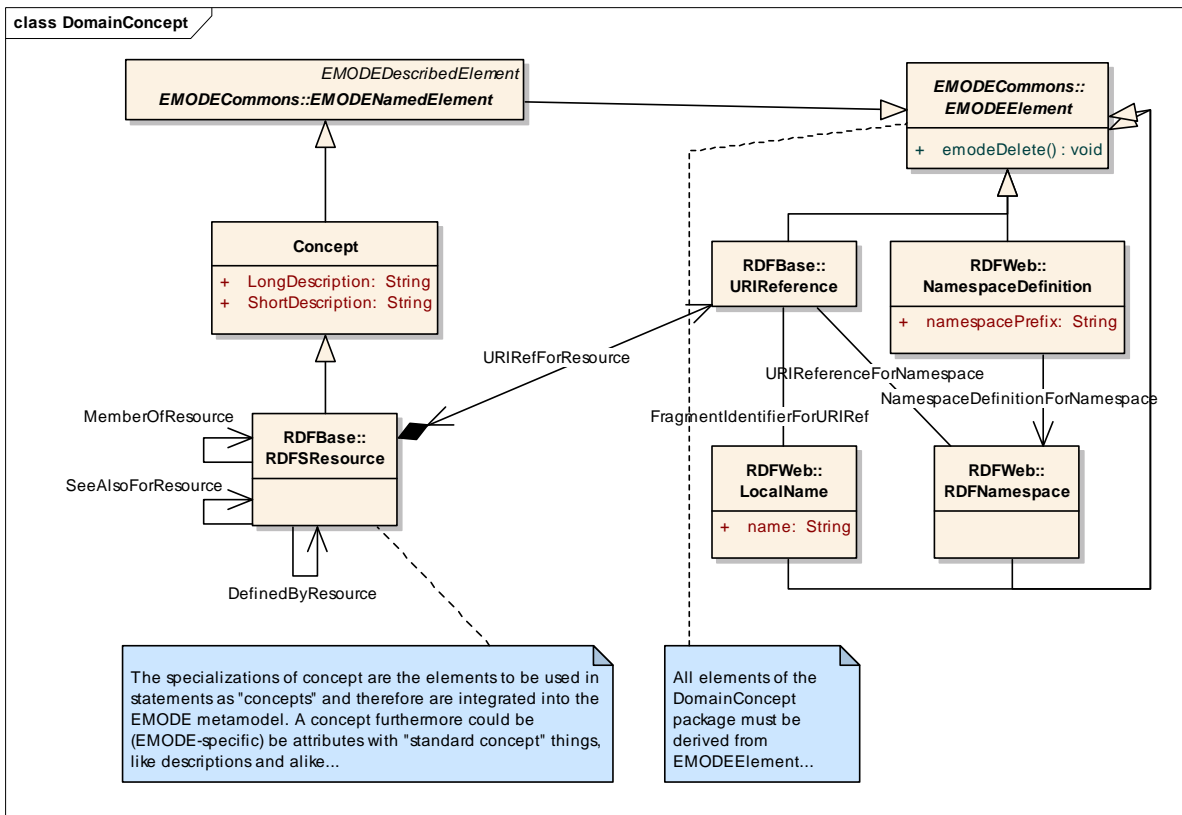 class DomainConcept
EMODEDescribedElement
EMODECommons::EMODENamedElement
EMODECommons::
EMODEElement
+ emodeDelete() : void
Concept
+ LongDescription: String
+ ShortDescription: String
RDFBase::
URIReference
RDFWeb::
NamespaceDefinition
+ namespacePrefix: String
URIRefForResource
URIReferenceForNamespace
NamespaceDefinitionForNamespace
FragmentIdentifierForURIRef
MemberOfResource
RDFBase::
RDFSResource
SeeAlsoForResource
DefinedByResource
RDFWeb::
LocalName
+ name: String
RDFWeb::
RDFNamespace
The specializations of concept are the elements to be used in
statements as "concepts" and therefore are integrated into the
EMODE metamodel. A concept furthermore could be
(EMODE-specific) be attributes with "standard concept" things,
like descriptions and alike...
All elements of the
DomainConcept
package must be
derived from
EMODEElement...